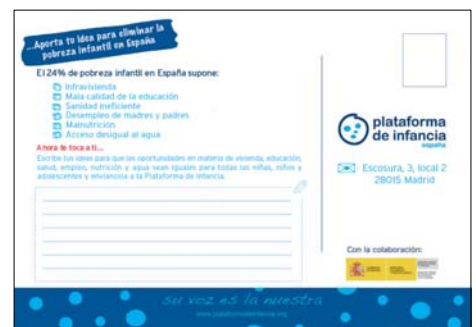 ...Aporta tu idea para eliminar la
pobreza infantil en España
El 24% de pobreza infantil en España supone:
Infravivienda
Mala calidad de la educación
Sanidad ineficiente
Desempleo de madres y padres
Malnutrición
Acceso desigual al agua
Ahora te toca a ti...
Escribe tus ideas para que las oportunidades en materia de vivienda, educación,
salud, empleo, nutrición y agua sean iguales para todas las niñas, niños y
adolescentes y envíanosla a la Plataforma de Infancia.
plataforma
de infancia
españa
Escosura, 3, local 2
28015 Madrid
Con la colaboración:
su voz es la nuestra
www.plataformadeinfancia.org